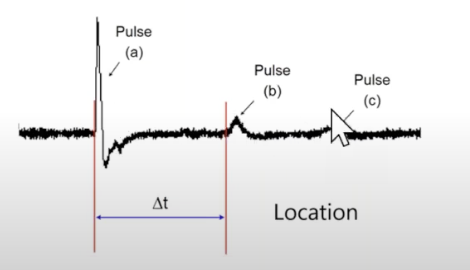 Pulse
(a)
Pulse
(b)
Pulse
(c)
Δt
Location